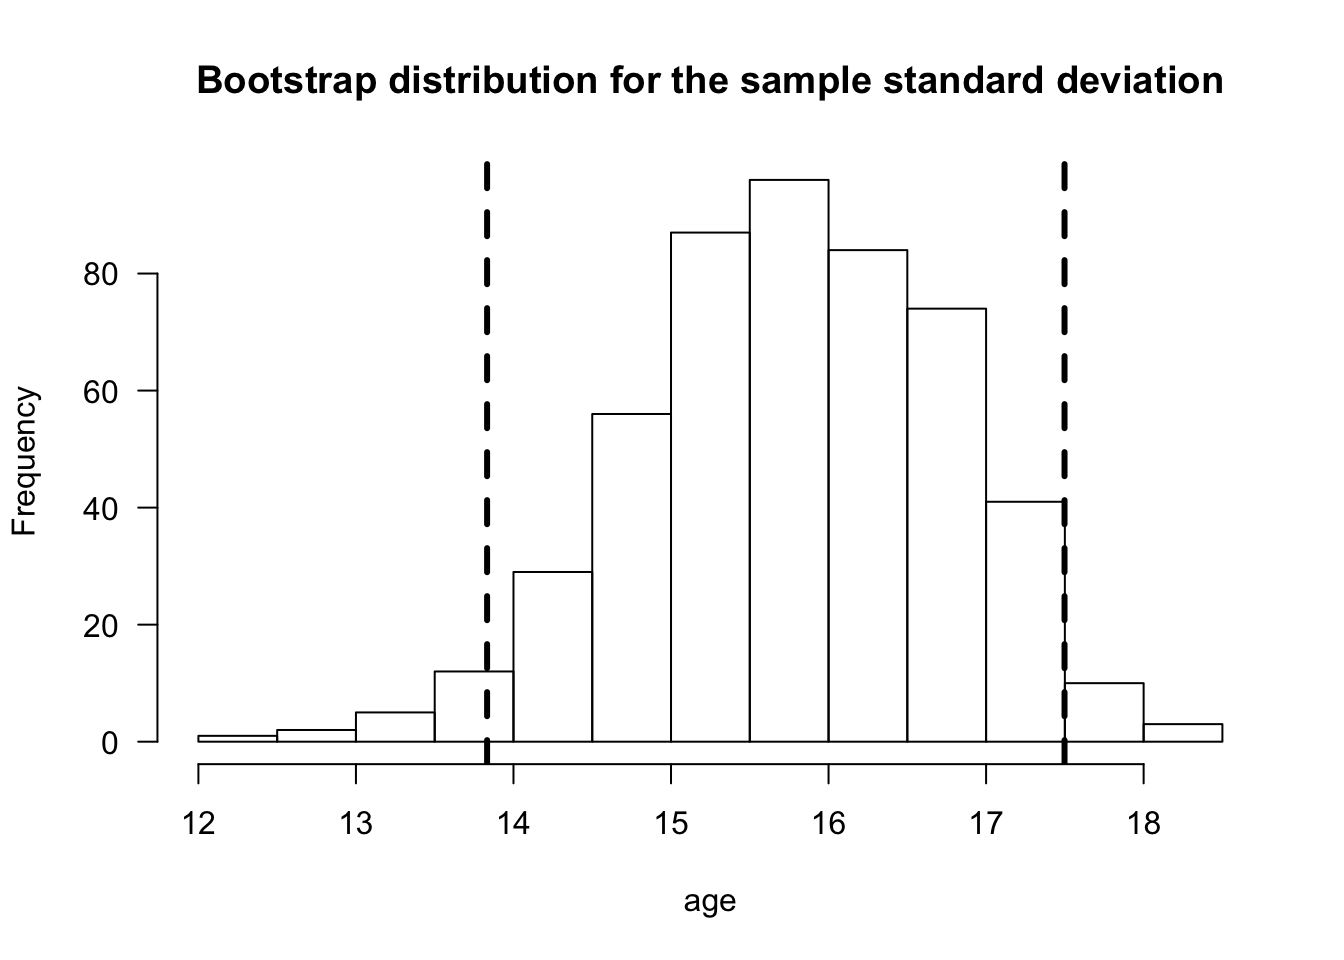 Bootstrap distribution for the sample standard deviation
Frequency
80
60
40
20
0
12 13 14 15 16 17 18
age